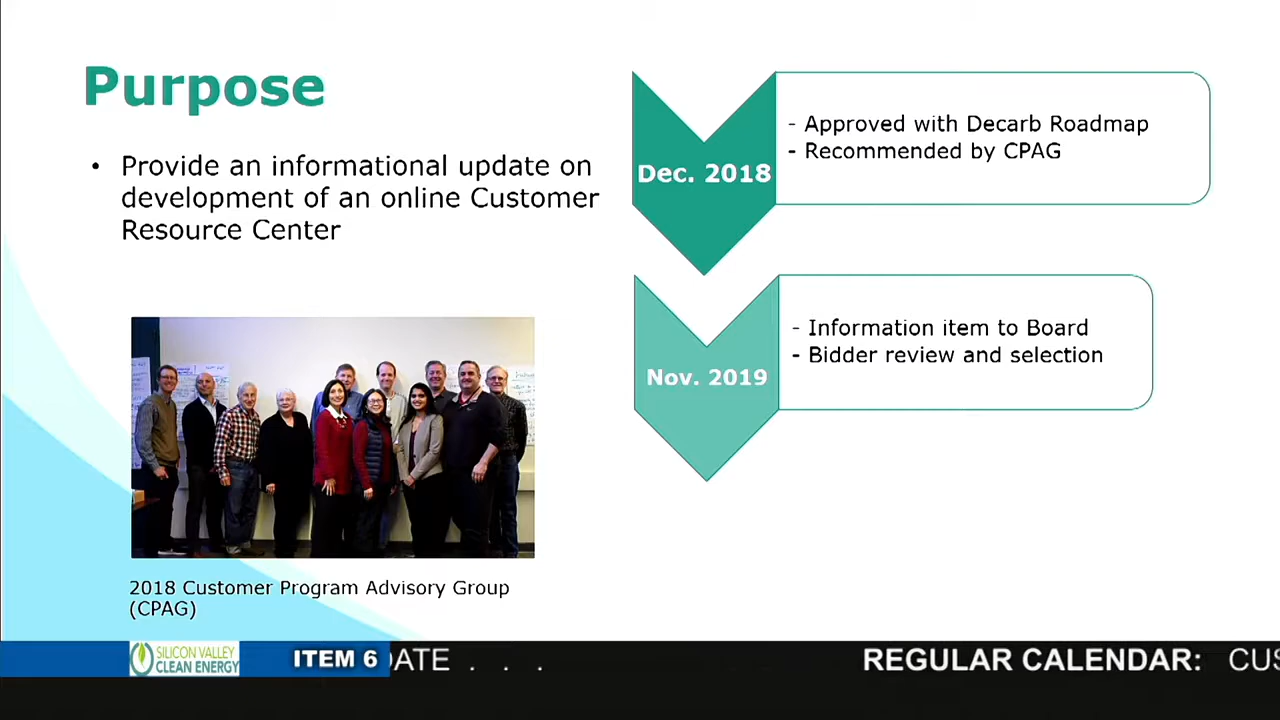 Purpose
• Provide an informational update on
development of an online Customer
Resource Center
2018 Customer Program Advisory Group
(CPAG)
Dec. 2018
- Approved with Decarb Roadmap
- Recommended by CPAG
Nov. 2019
- Information item to Board
- Bidder review and selection
SILICON VALLEY
CLEAN ENERGY
ITEM 6 DATE . . . REGULAR CALENDAR: CUS